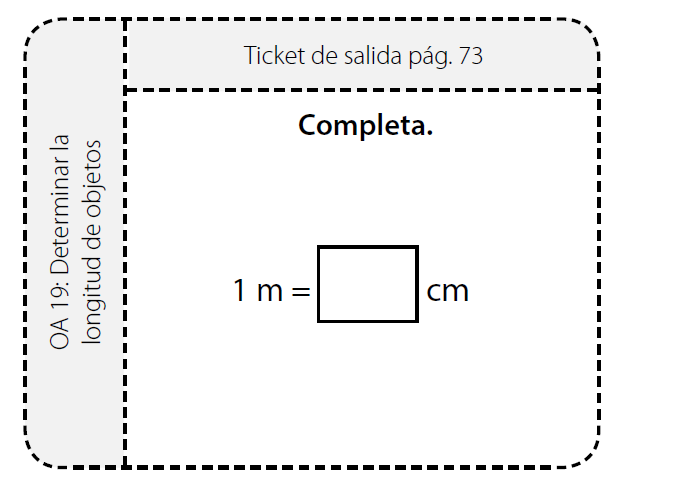 Ticket de salida pág. 73
OA 19: Determinar la
longitud de objetos
Completa.
1 m = cm